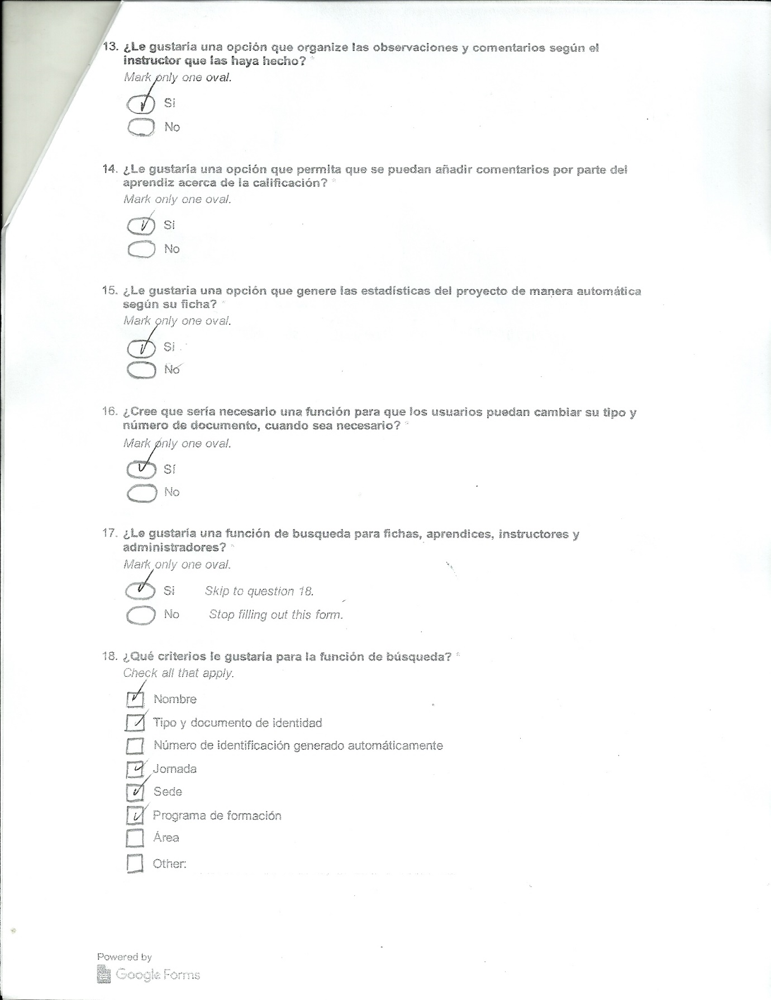 13. ¿Le gustaría una opción que organize las observaciones y comentarios según el
instructor que las haya hecho? *
Mark only one oval.
Si
No
14. ¿Le gustaría una opción que permita que se puedan añadir comentarios por parte del
aprendiz acerca de la calificación? *
Mark only one oval.
Si
No
15. ¿Le gustaría una opción que genere las estadísticas del proyecto de manera automática
según su ficha? *
Mark only one oval.
Si
No
16. ¿Cree que sería necesario una función para que los usuarios puedan cambiar su tipo y
número de documento, cuando sea necesario? *
Mark only one oval.
Sí
No
17. ¿Le gustaría una función de busqueda para fichas, aprendices, instructores y
administradores? *
Mark only one oval.
Si Skip to question 18.
No Stop filling out this form.
18. ¿Qué criterios le gustaría para la función de búsqueda? *
Check all that apply.
Nombre
Tipo y documento de identidad
Número de identificación generado automáticamente
Jornada
Sede
Programa de formación
Área
Other:
Powered by
Google Forms